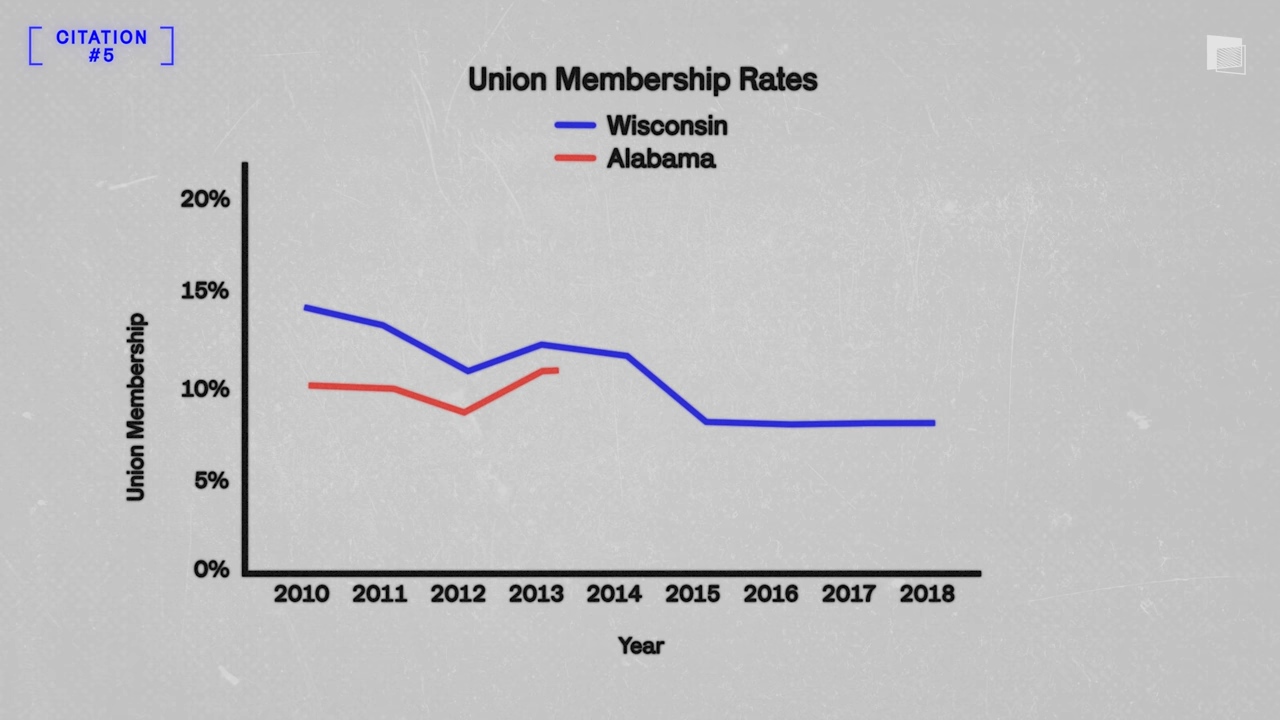 CITATION
#5
Union Membership Rates
Wisconsin
Alabama
20%
15%
10%
5%
0%
Union Membership
2010 2011 2012 2013 2014 2015 2016 2017 2018
Year